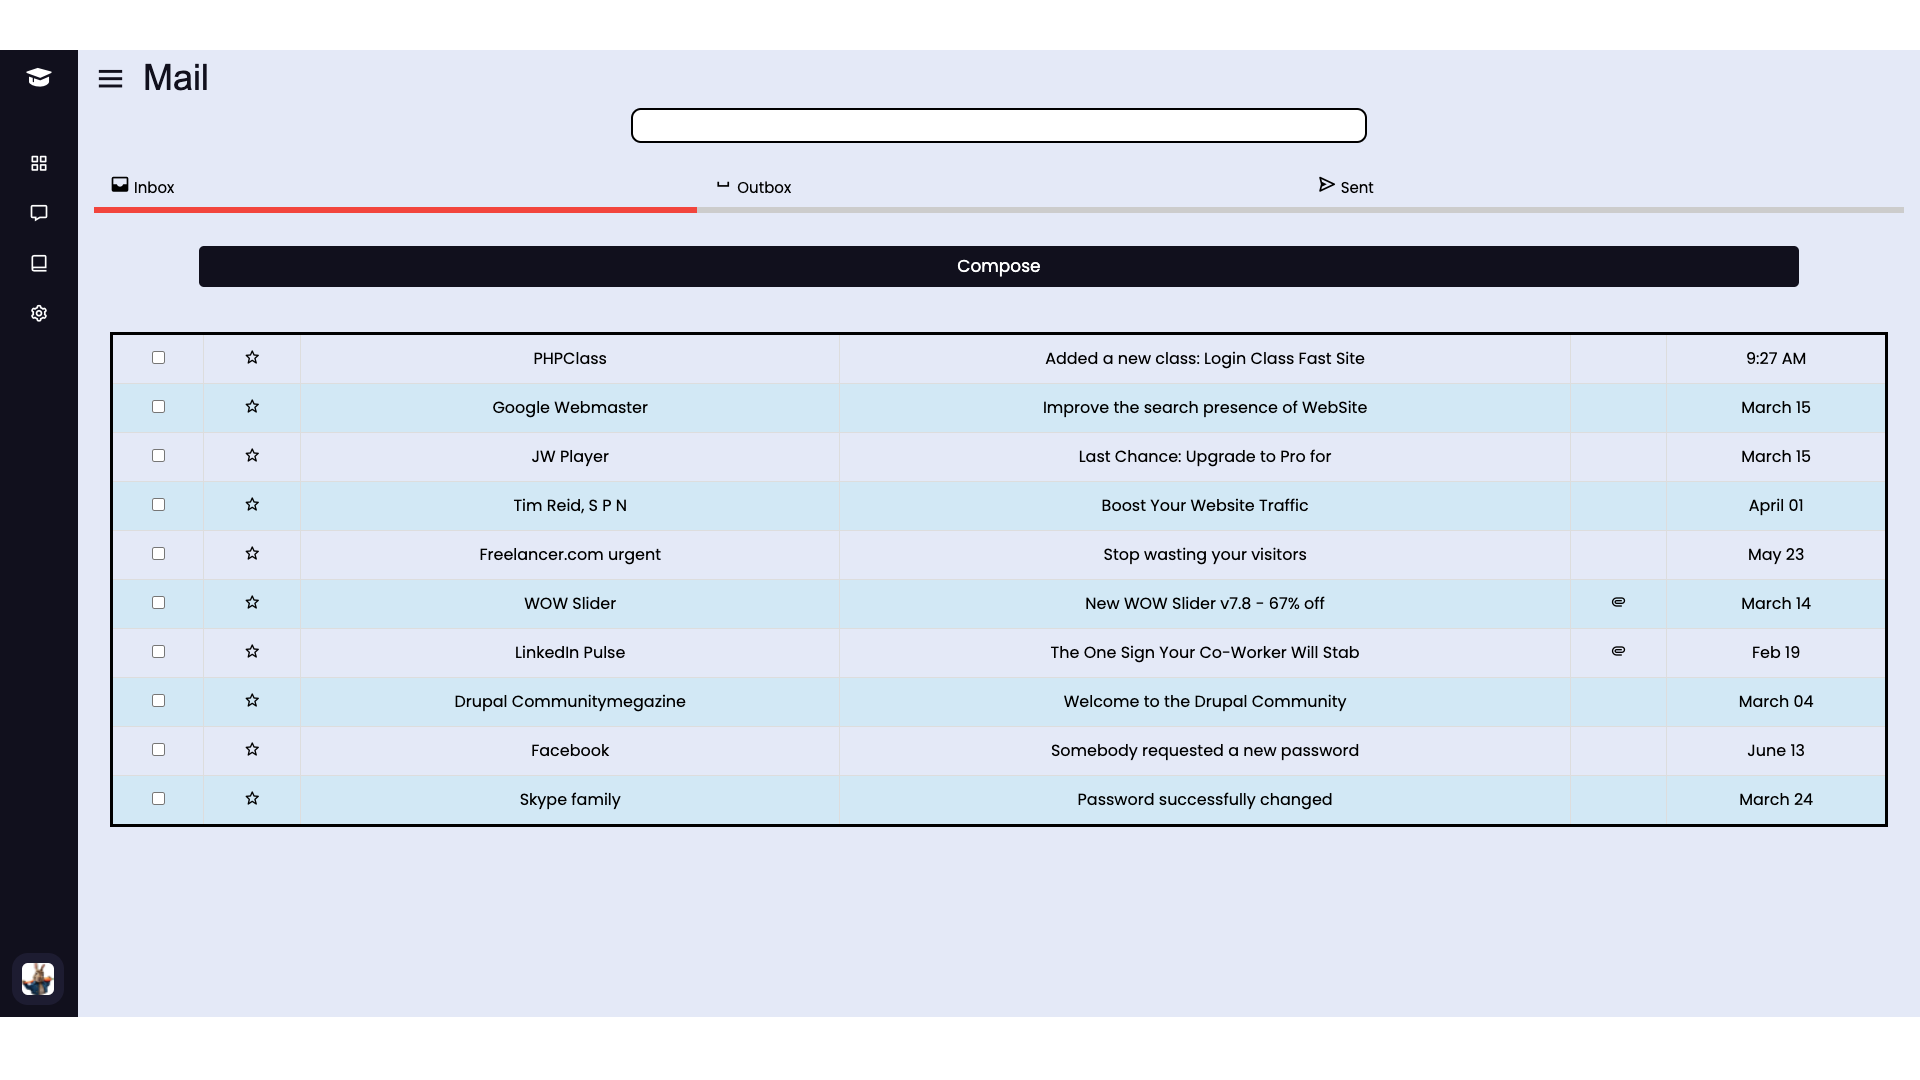 Mail
Inbox
Outbox
Sent
Compose
PHPClass Added a new class: Login Class Fast Site 9:27 AM
Google Webmaster Improve the search presence of WebSite March 15
JW Player Last Chance: Upgrade to Pro for March 15
Tim Reid, S P N Boost Your Website Traffic April 01
Freelancer.com urgent Stop wasting your visitors May 23
WOW Slider New WOW Slider v7.8 - 67% off March 14
LinkedIn Pulse The One Sign Your Co-Worker Will Stab Feb 19
Drupal Communitymegazine Welcome to the Drupal Community March 04
Facebook Somebody requested a new password June 13
Skype family Password successfully changed March 24